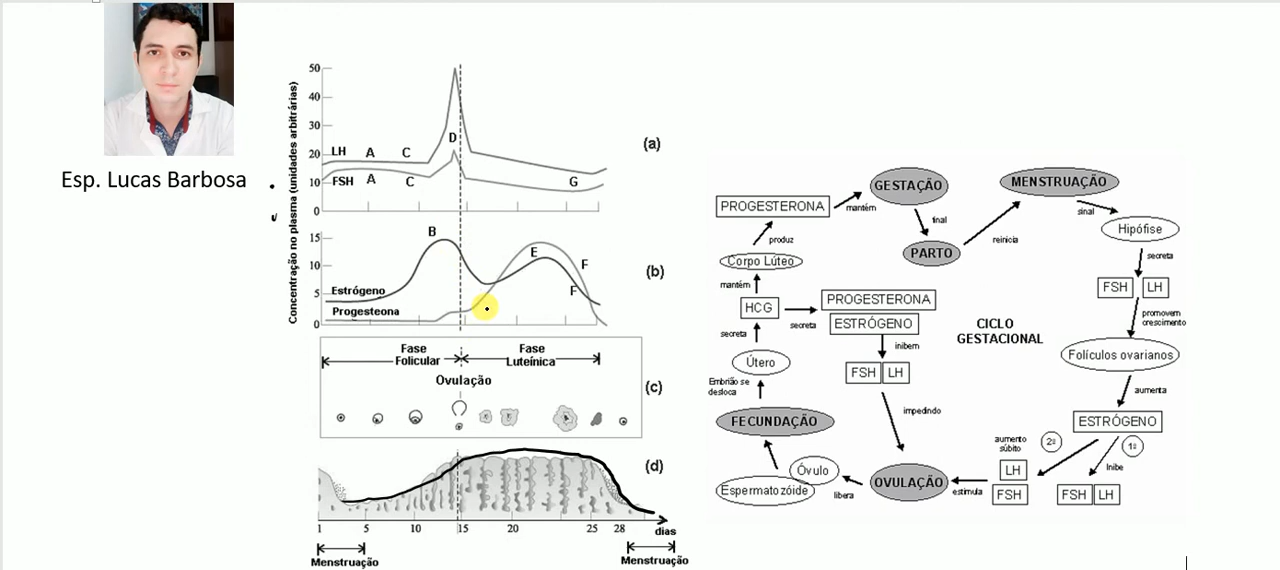 Esp. Lucas Barbosa
Concentração no plasma (unidades arbitrárias)
50
40
30
20
10
0
LH A C D
FSH A C G
(a)
15
10
5
0
B E F F
Estrógeno
Progesteona
(b)
Fase Folicular
Fase Luteínica
Ovulação
(c)
(d)
1 5 10 15 20 25 28 dias
Menstruação
Menstruação
CICLO
GESTACIONAL
GESTAÇÃO
final
PARTO
reinicia
MENSTRUAÇÃO
sinal
Hipófise
secreta
FSH LH
promovem
crescimento
Folículos ovarianos
aumenta
ESTRÓGENO
1º
Inibe
FSH LH
2º
aumento
súbito
LH
FSH
estimula
OVULAÇÃO
libera
Óvulo
Espermatozóide
FECUNDAÇÃO
Embrião se
desloca
Útero
secreta
HCG
mantém
Corpo Lúteo
produz
PROGESTERONA
mantém
secreta
PROGESTERONA
ESTRÓGENO
inibem
FSH LH
impedindo